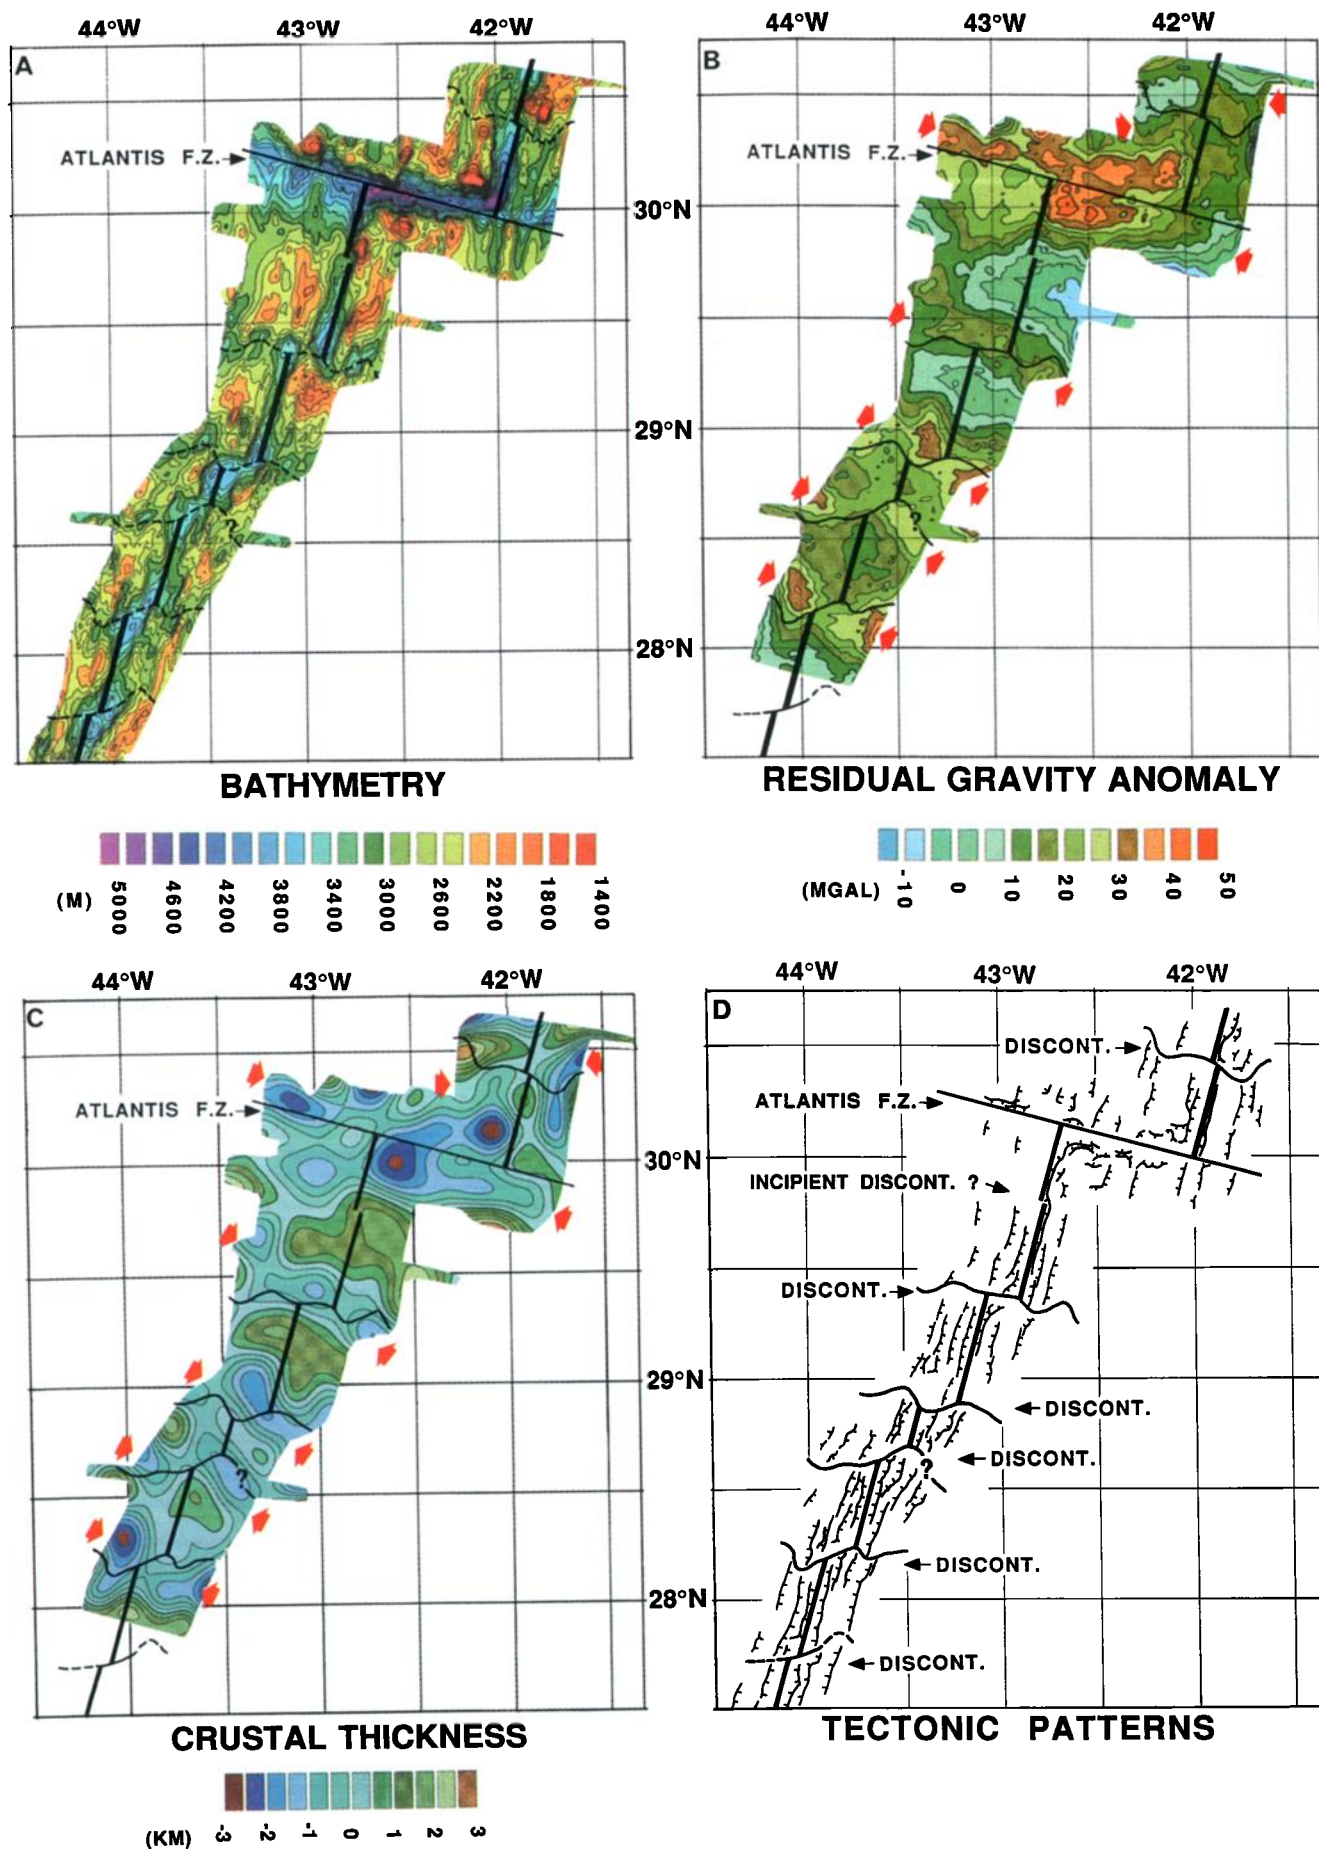 44°W 43°W 42°W
A
ATLANTIS F.Z.
?
BATHYMETRY
(M) 5000 4600 4200 3800 3400 3000 2600 2200 1800 1400
44°W 43°W 42°W
B
ATLANTIS F.Z.
30°N
29°N
28°N
?
RESIDUAL GRAVITY ANOMALY
(MGAL) -10 0 10 20 30 40 50
44°W 43°W 42°W
C
ATLANTIS F.Z.
?
CRUSTAL THICKNESS
(KM) -3 -2 -1 0 1 2 3
44°W 43°W 42°W
D
DISCONT.
ATLANTIS F.Z.
30°N
INCIPIENT DISCONT. ?
DISCONT.
29°N
DISCONT.
DISCONT.
?
DISCONT.
28°N
DISCONT.
TECTONIC PATTERNS